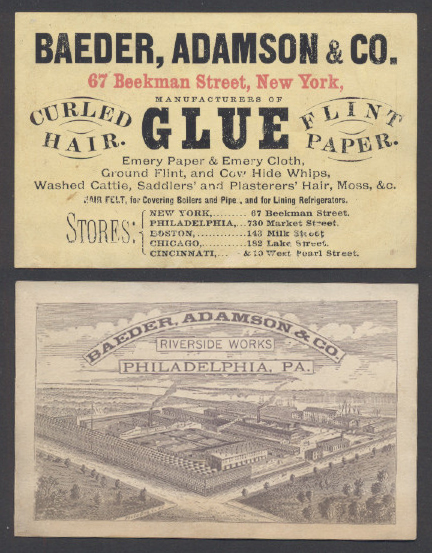 BAEDER, ADAMSON & CO.
67 Beekman Street, New York,
MANUFACTURERS OF
CURLED HAIR.
GLUE
FLINT PAPER.
Emery Paper & Emery Cloth,
Ground Flint, and Cow Hide Whips,
Washed Cattle, Saddlers' and Plasterers' Hair, Moss, &c.
HAIR FELT, for Covering Boilers and Pipe, and for Lining Refrigerators.
STORES:
NEW YORK,......... 67 Beekman Street.
PHILADELPHIA,... 730 Market Street.
BOSTON,............ 143 Milk Street
CHICAGO,........... 182 Lake Street.
CINCINNATI,.... & 10 West Pearl Street.
BAEDER, ADAMSON & CO.
RIVERSIDE WORKS
PHILADELPHIA, PA.